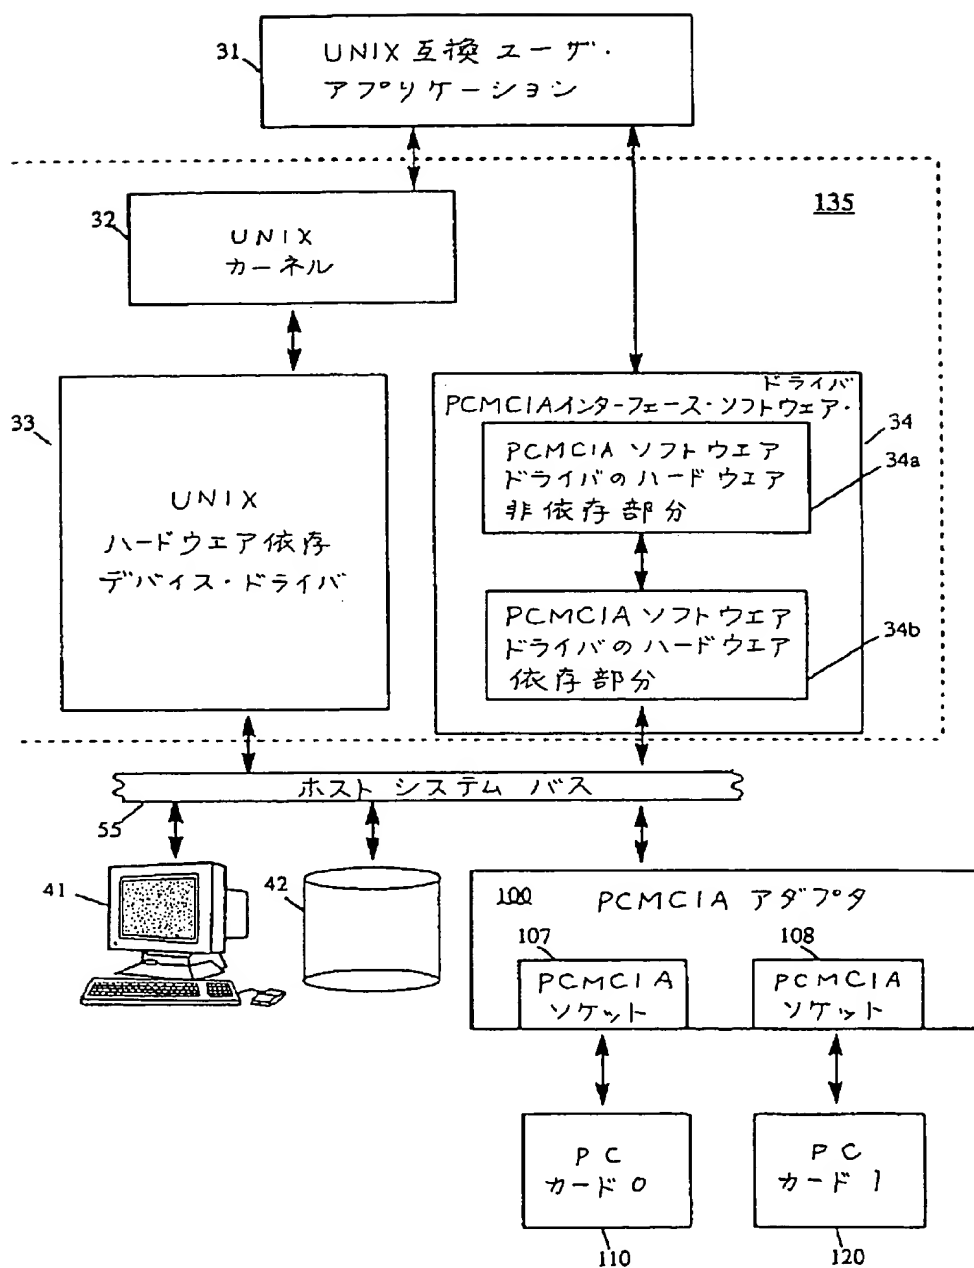 31
UNIX 互換 ユーザ・
アプリケーション
135
32
UNIX
カーネル
33
UNIX
ハードウエア依存
デバイス・ドライバ
ドライバ
PCMCIAインターフェース・ソフトウェア・
34
PCMCIA ソフトウエア
ドライバのハードウエア
非依存部分
34a
PCMCIA ソフトウエア
ドライバのハードウエア
依存部分
34b
ホスト システム バス
55
41
42
100
PCMCIA アダプタ
107
PCMCIA
ソケット
108
PCMCIA
ソケット
PC
カード 0
110
PC
カード 1
120